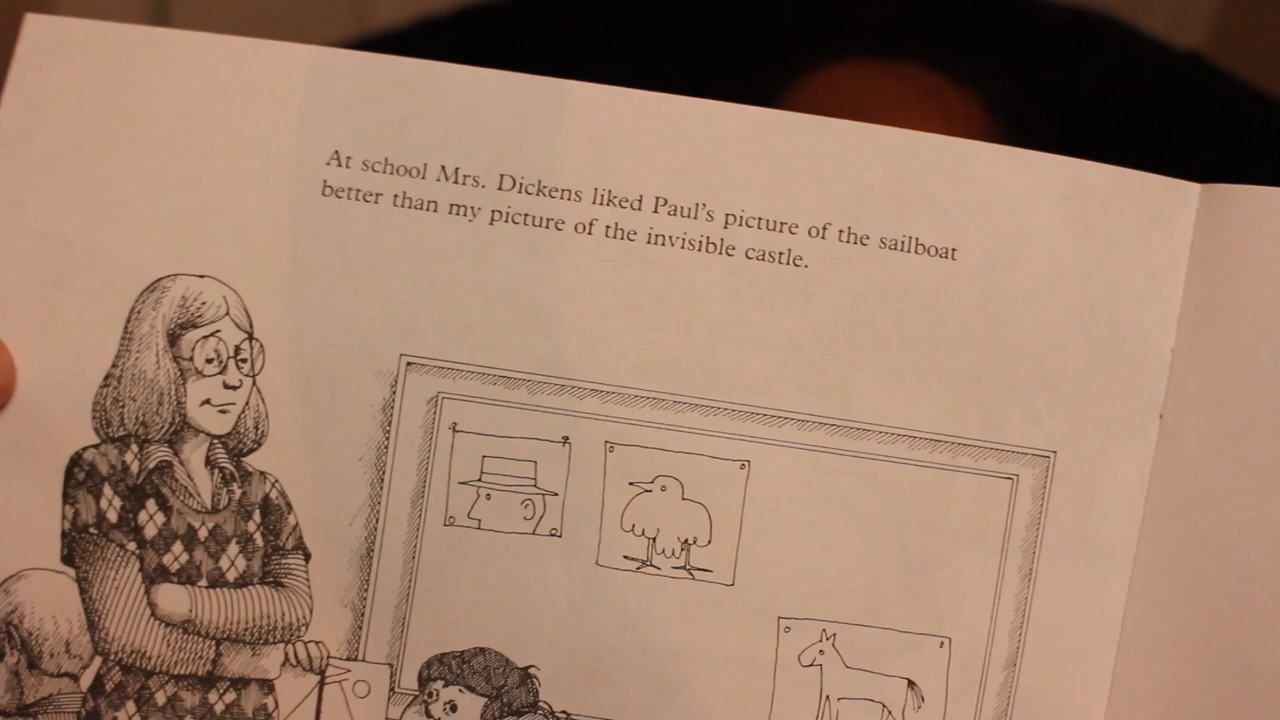 At school Mrs. Dickens liked Paul's picture of the sailboat
better than my picture of the invisible castle.